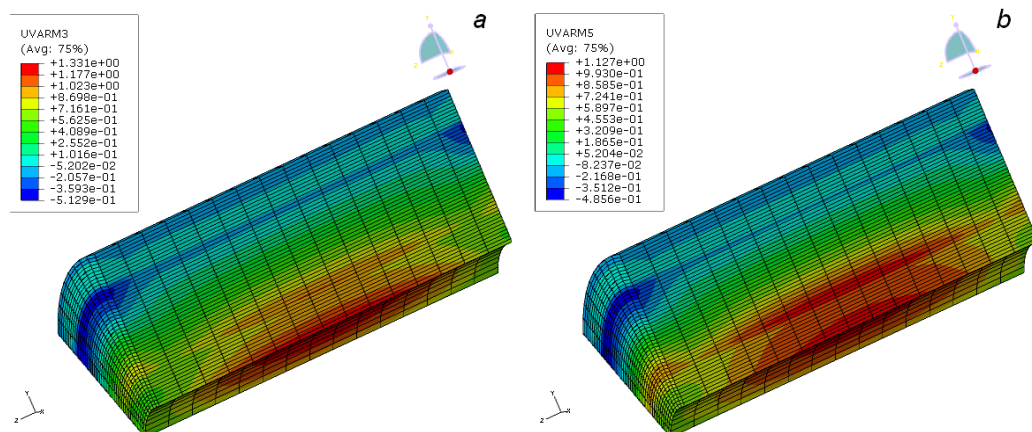 UVARM3
(Avg: 75%)
+1.331e+00
+1.177e+00
+1.023e+00
+8.698e-01
+7.161e-01
+5.625e-01
+4.089e-01
+2.552e-01
+1.016e-01
-5.202e-02
-2.057e-01
-3.593e-01
-5.129e-01
a
Y
X
Z
Y
Z
X
UVARM5
(Avg: 75%)
+1.127e+00
+9.930e-01
+8.585e-01
+7.241e-01
+5.897e-01
+4.553e-01
+3.209e-01
+1.865e-01
+5.204e-02
-8.237e-02
-2.168e-01
-3.512e-01
-4.856e-01
b
Y
X
Z
Y
Z
X